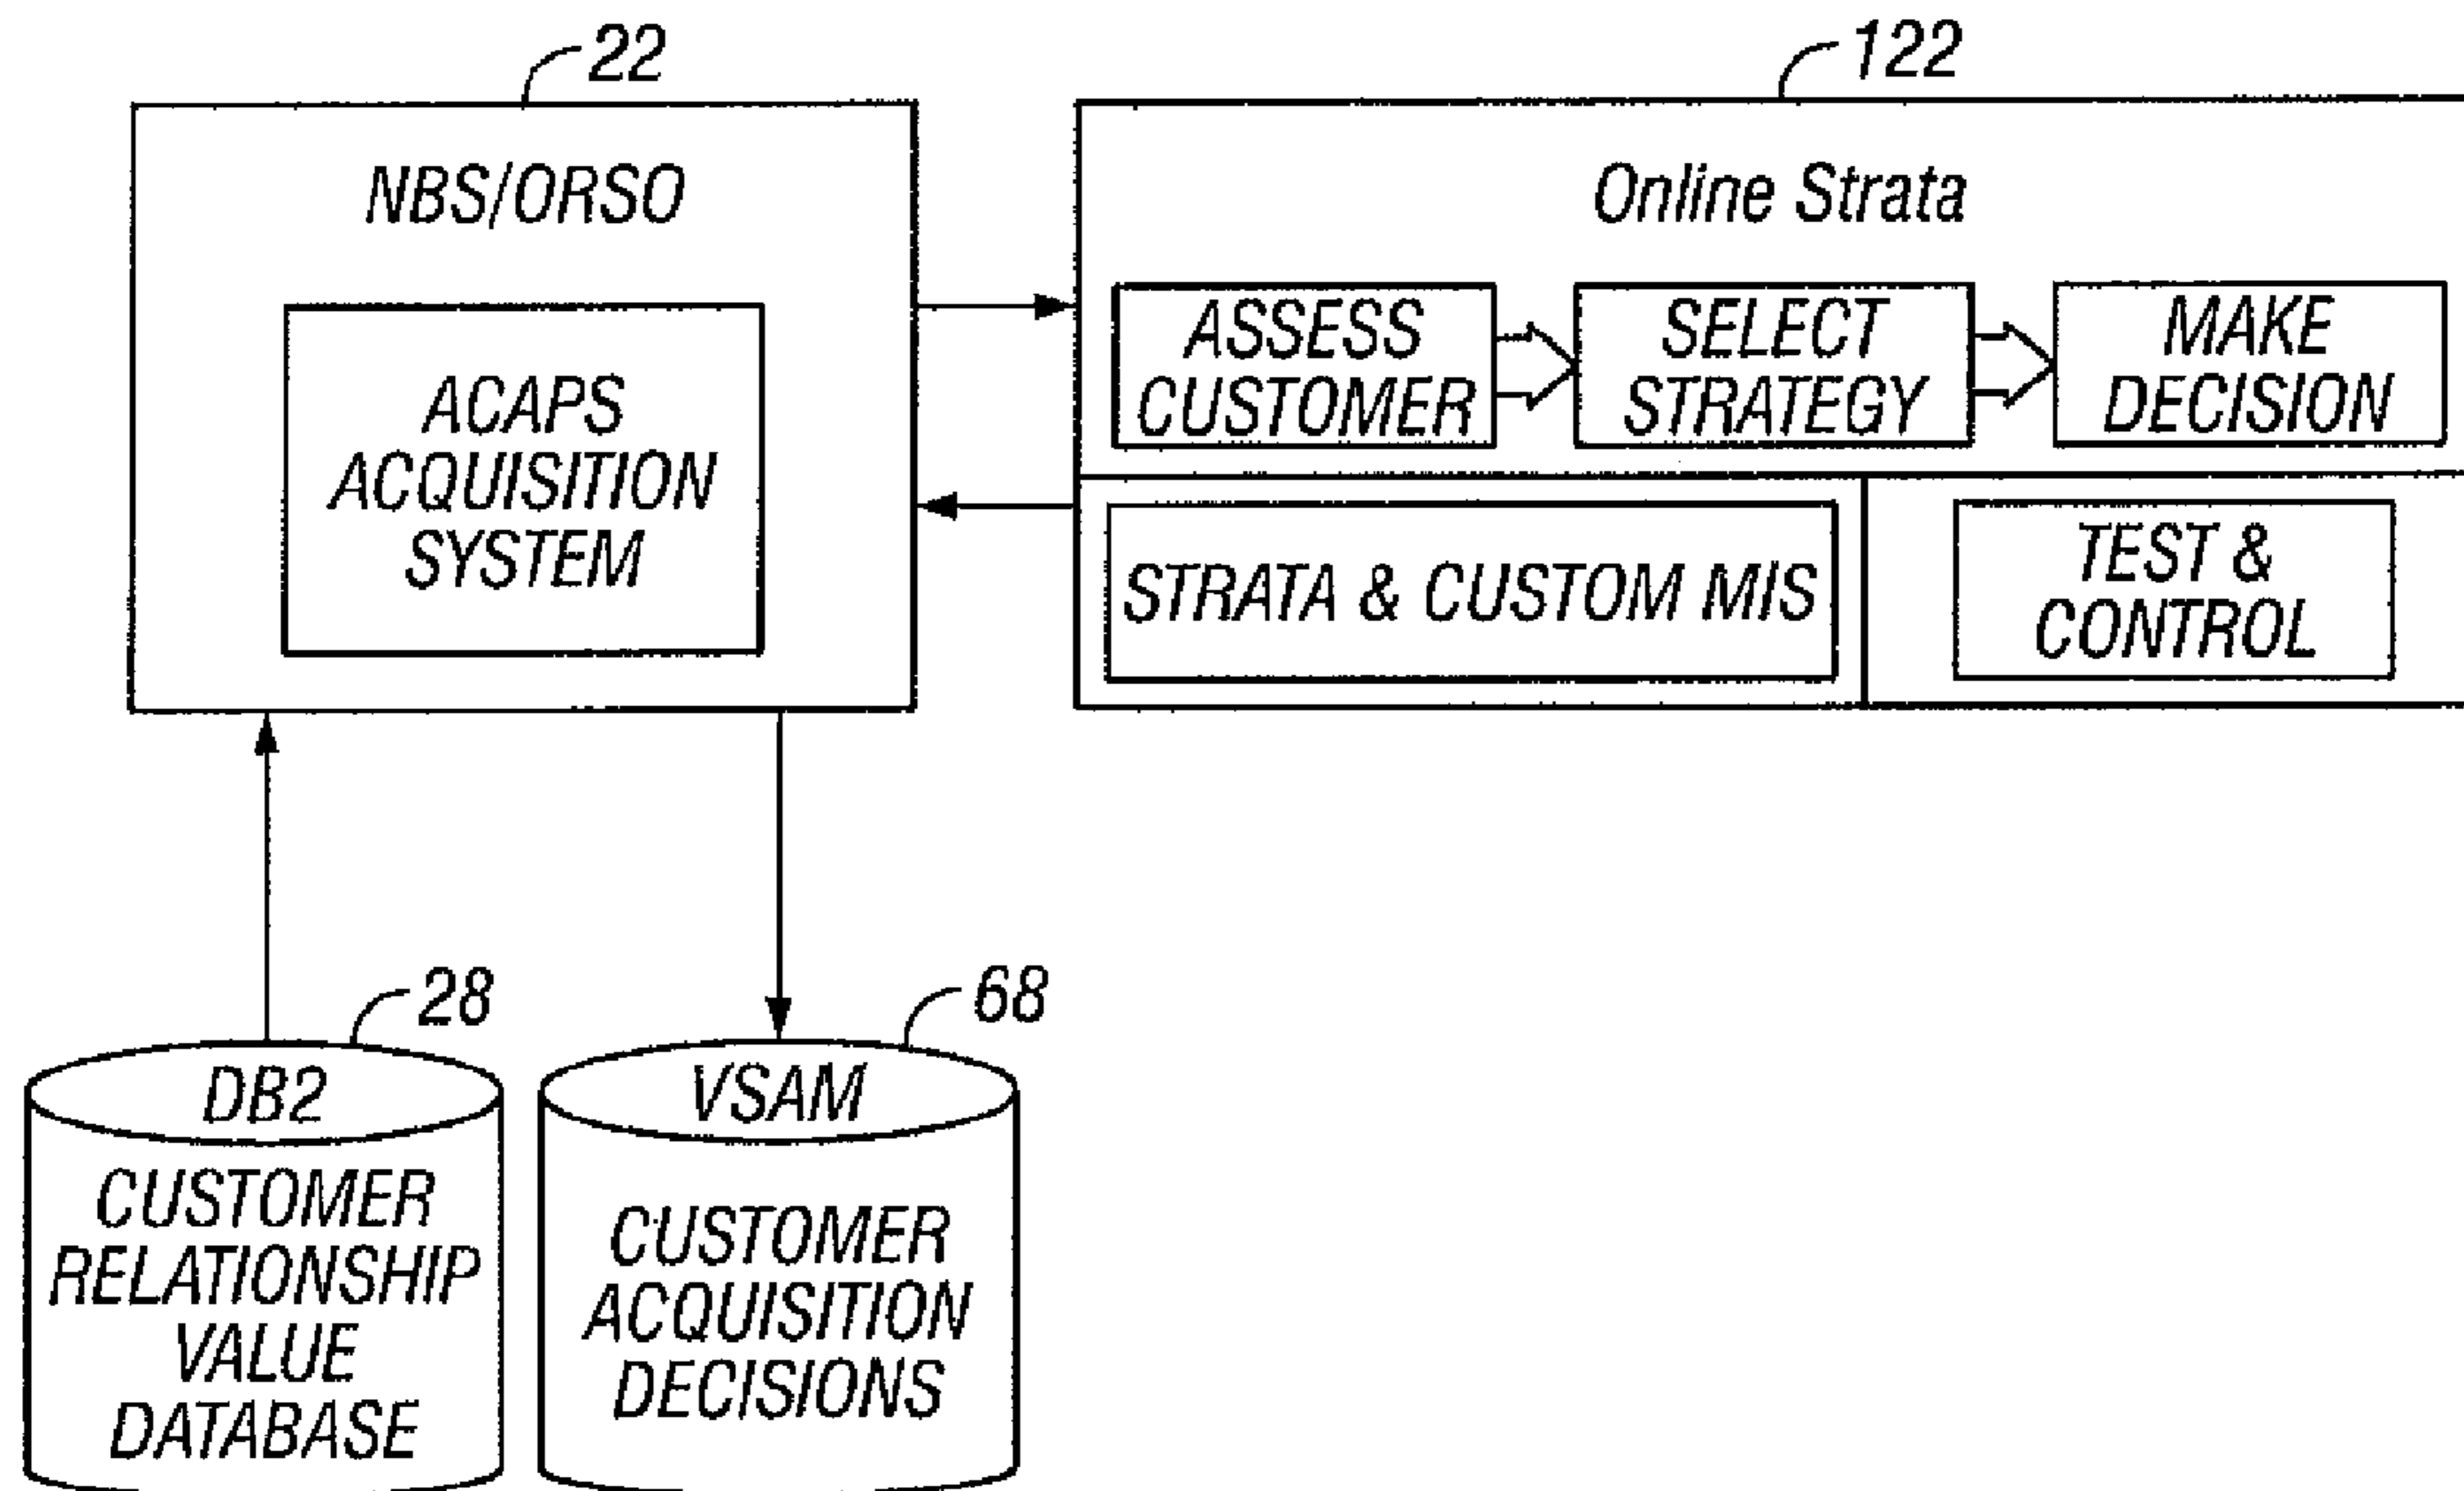 22
NBS/ORSO
ACAPS
ACQUISITION
SYSTEM
122
Online Strata
ASSESS
CUSTOMER
SELECT
STRATEGY
MAKE
DECISION
STRATA & CUSTOM MIS
TEST &
CONTROL
28
DB2
CUSTOMER
RELATIONSHIP
VALUE
DATABASE
68
VSAM
CUSTOMER
ACQUISITION
DECISIONS